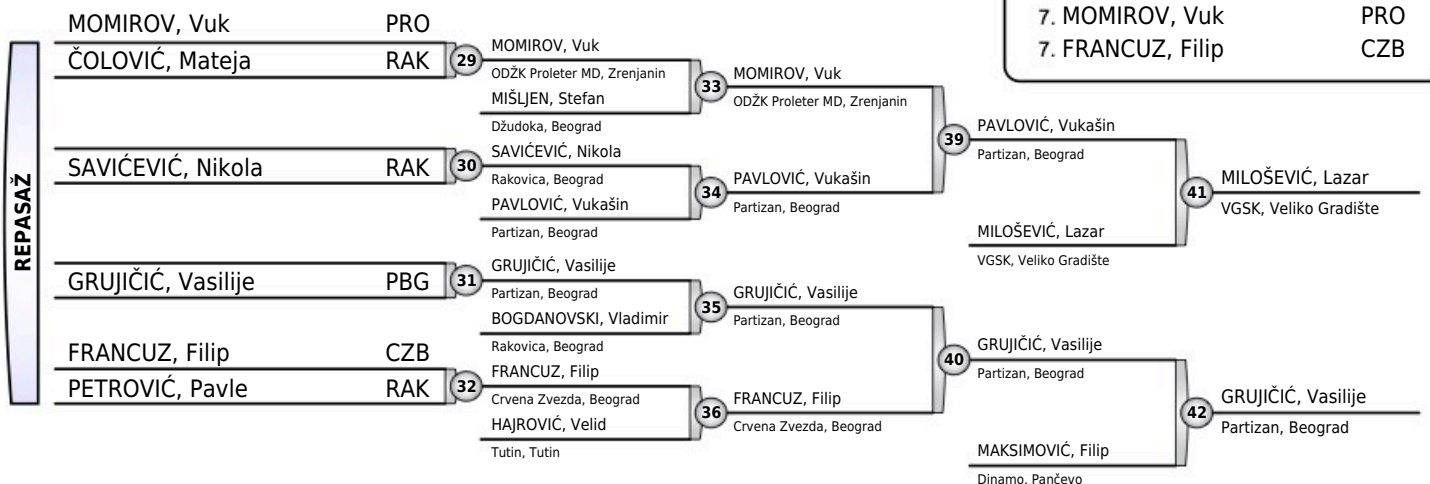 7. MOMIROV, Vuk PRO
7. FRANCUZ, Filip CZB
REPASAŽ
MOMIROV, Vuk PRO
ČOLOVIĆ, Mateja RAK
SAVIĆEVIĆ, Nikola RAK
GRUJIČIĆ, Vasilije PBG
FRANCUZ, Filip CZB
PETROVIĆ, Pavle RAK
29
MOMIROV, Vuk
ODŽK Proleter MD, Zrenjanin
MIŠLJEN, Stefan
Džudoka, Beograd
30
SAVIĆEVIĆ, Nikola
Rakovica, Beograd
PAVLOVIĆ, Vukašin
Partizan, Beograd
31
GRUJIČIĆ, Vasilije
Partizan, Beograd
BOGDANOVSKI, Vladimir
Rakovica, Beograd
32
FRANCUZ, Filip
Crvena Zvezda, Beograd
HAJROVIĆ, Velid
Tutin, Tutin
33
MOMIROV, Vuk
ODŽK Proleter MD, Zrenjanin
34
PAVLOVIĆ, Vukašin
Partizan, Beograd
35
GRUJIČIĆ, Vasilije
Partizan, Beograd
36
FRANCUZ, Filip
Crvena Zvezda, Beograd
39
PAVLOVIĆ, Vukašin
Partizan, Beograd
MILOŠEVIĆ, Lazar
VGSK, Veliko Gradište
40
GRUJIČIĆ, Vasilije
Partizan, Beograd
MAKSIMOVIĆ, Filip
Dinamo, Pančevo
41
MILOŠEVIĆ, Lazar
VGSK, Veliko Gradište
42
GRUJIČIĆ, Vasilije
Partizan, Beograd